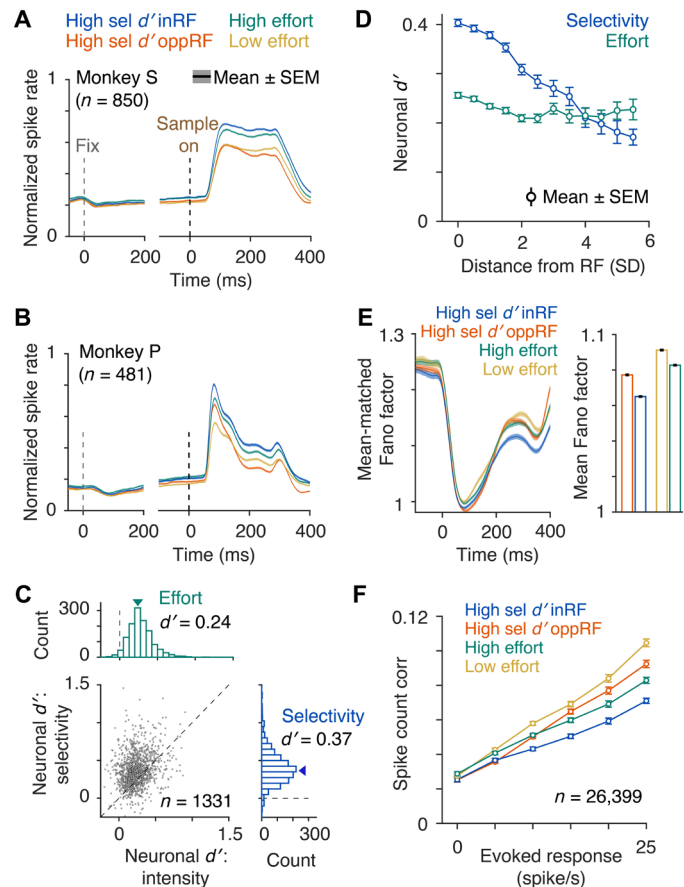 A
High sel d′ inRF
High effort
High sel d′ oppRF
Low effort
Monkey S
(n = 850)
Mean ± SEM
Fix
Sample
on
Normalized spike rate
1
0
0
200
0
200
400
Time (ms)
B
Monkey P
(n = 481)
Normalized spike rate
1
0
0
200
0
200
400
Time (ms)
C
Effort
d′ = 0.24
Count
300
0
1.5
0
Neuronal d′:
selectivity
n = 1331
0
1.5
Neuronal d′:
intensity
Selectivity
d′ = 0.37
0
300
Count
D
Selectivity
Effort
Neuronal d′
0.4
0
Mean ± SEM
0
2
4
6
Distance from RF (SD)
E
High sel d′ inRF
High sel d′ oppRF
High effort
Low effort
Mean-matched
Fano factor
1.3
1
0
200
400
Time (ms)
Mean Fano factor
1.1
1
F
High sel d′ inRF
High sel d′ oppRF
High effort
Low effort
Spike count corr
0.12
0
n = 26,399
0
25
Evoked response
(spike/s)